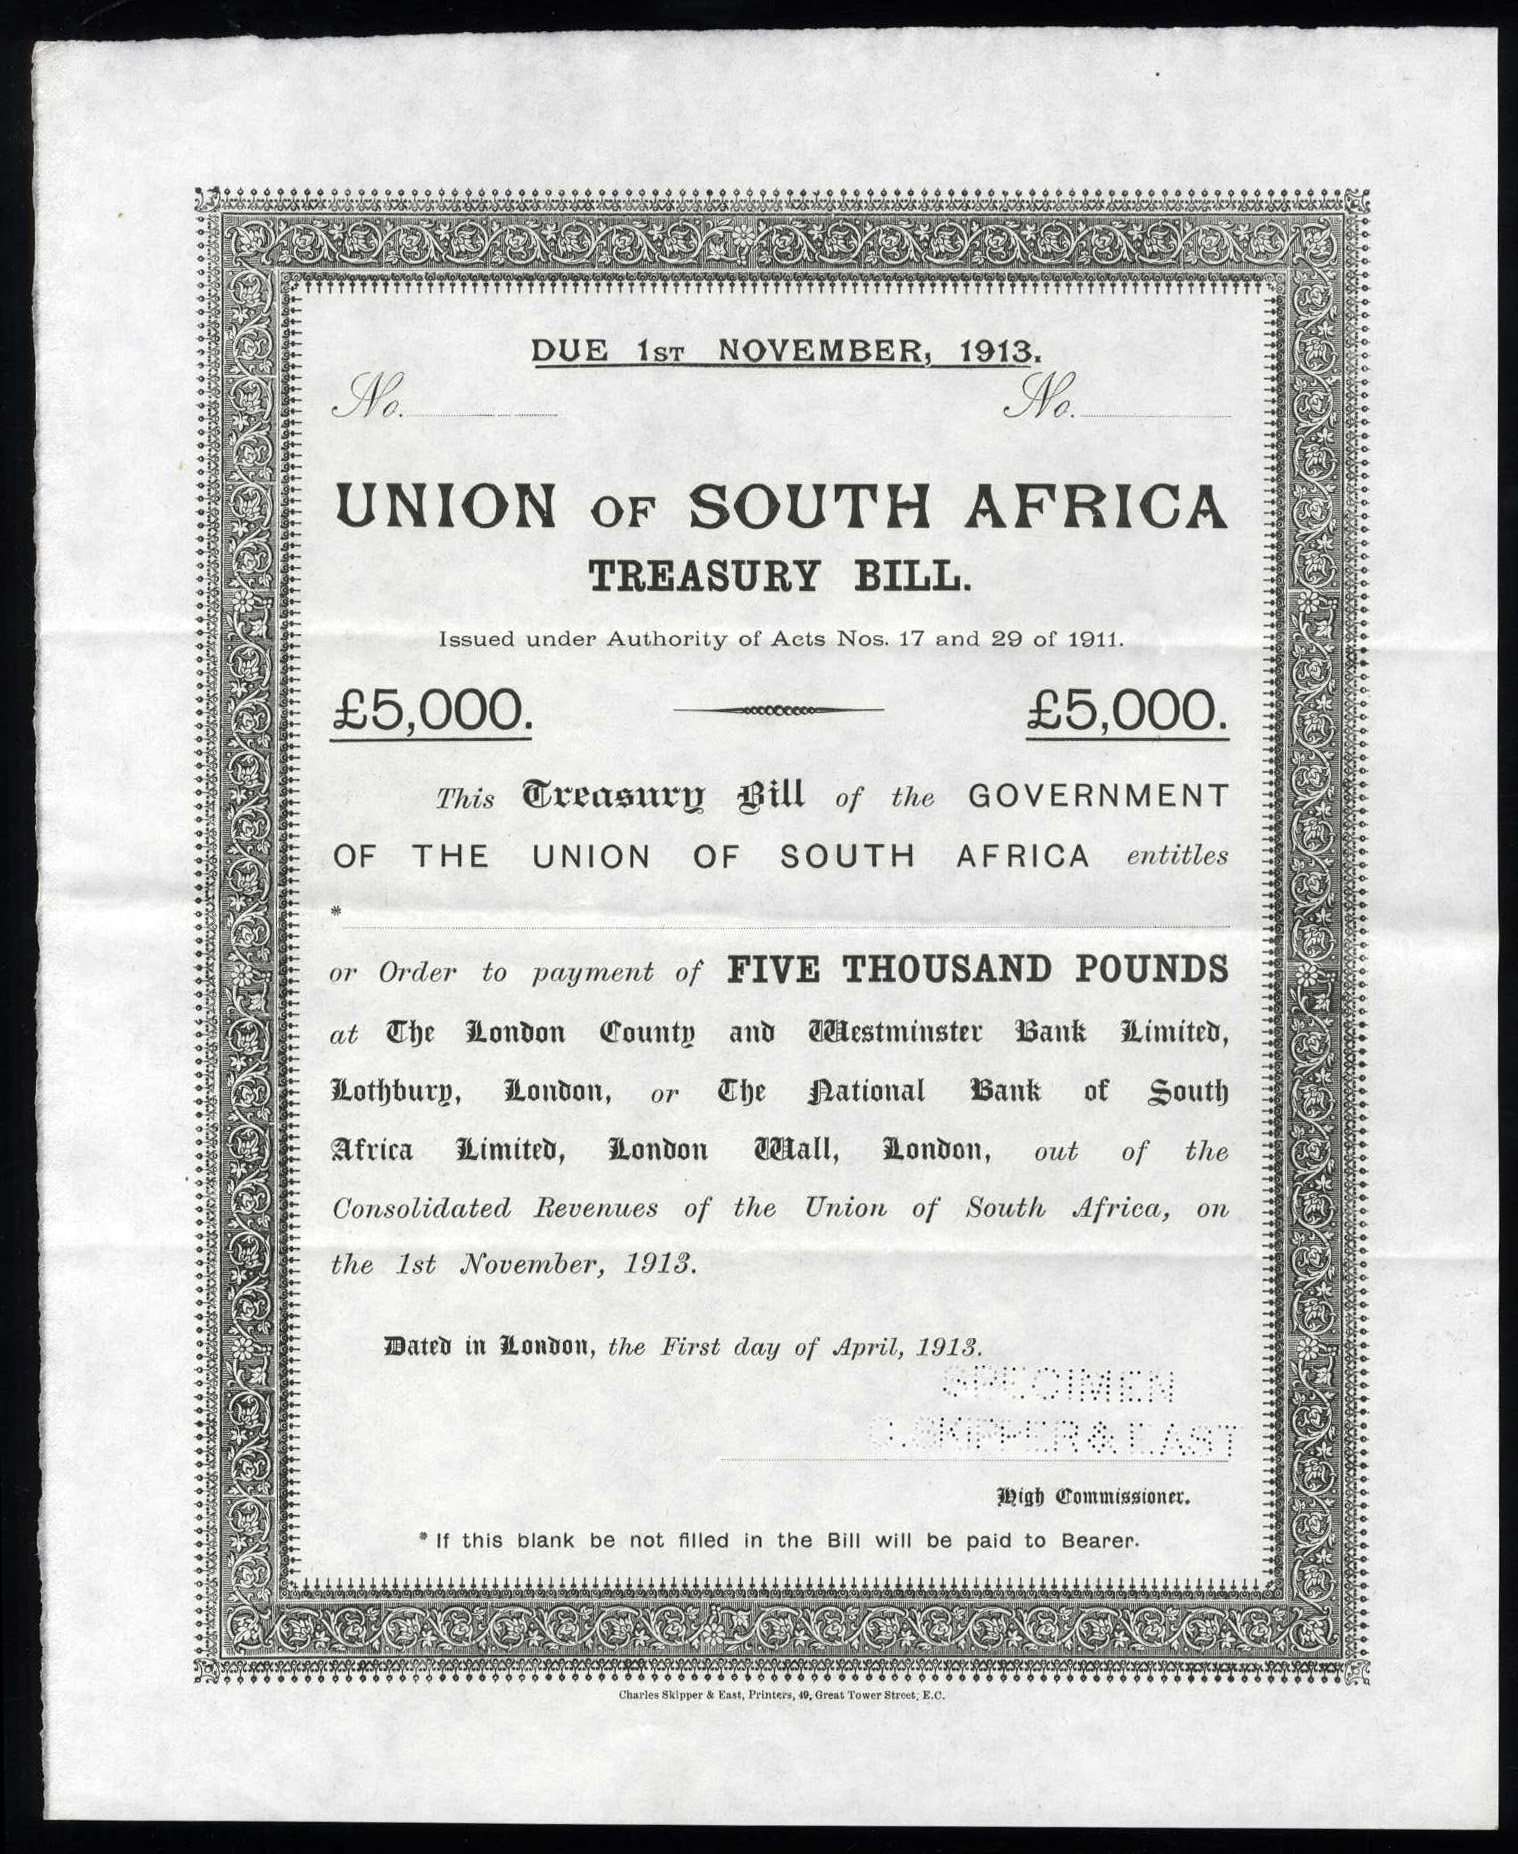 DUE 1ST NOVEMBER, 1913.
No. No.
UNION OF SOUTH AFRICA
TREASURY BILL.
Issued under Authority of Acts Nos. 17 and 29 of 1911.
£5,000. £5,000.
This Treasury Bill of the GOVERNMENT
OF THE UNION OF SOUTH AFRICA entitles
*
or Order to payment of FIVE THOUSAND POUNDS
at The London County and Westminster Bank Limited,
Lothbury, London, or The National Bank of South
Africa Limited, London Wall, London, out of the
Consolidated Revenues of the Union of South Africa, on
the 1st November, 1913.
Dated in London, the First day of April, 1913.
SPECIMEN
C. SKIPPER & EAST
High Commissioner.
* If this blank be not filled in the Bill will be paid to Bearer.
Charles Skipper & East, Printers, 49, Great Tower Street, E.C.